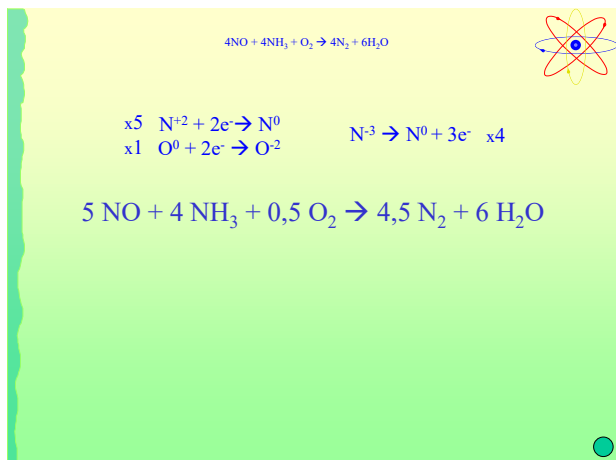 4NO + 4NH₃ + O₂ → 4N₂ + 6H₂O
x5 N⁺² + 2e⁻→ N⁰
x1 O⁰ + 2e⁻ → O⁻²
N⁻³ → N⁰ + 3e⁻ x4
5 NO + 4 NH₃ + 0,5 O₂ → 4,5 N₂ + 6 H₂O